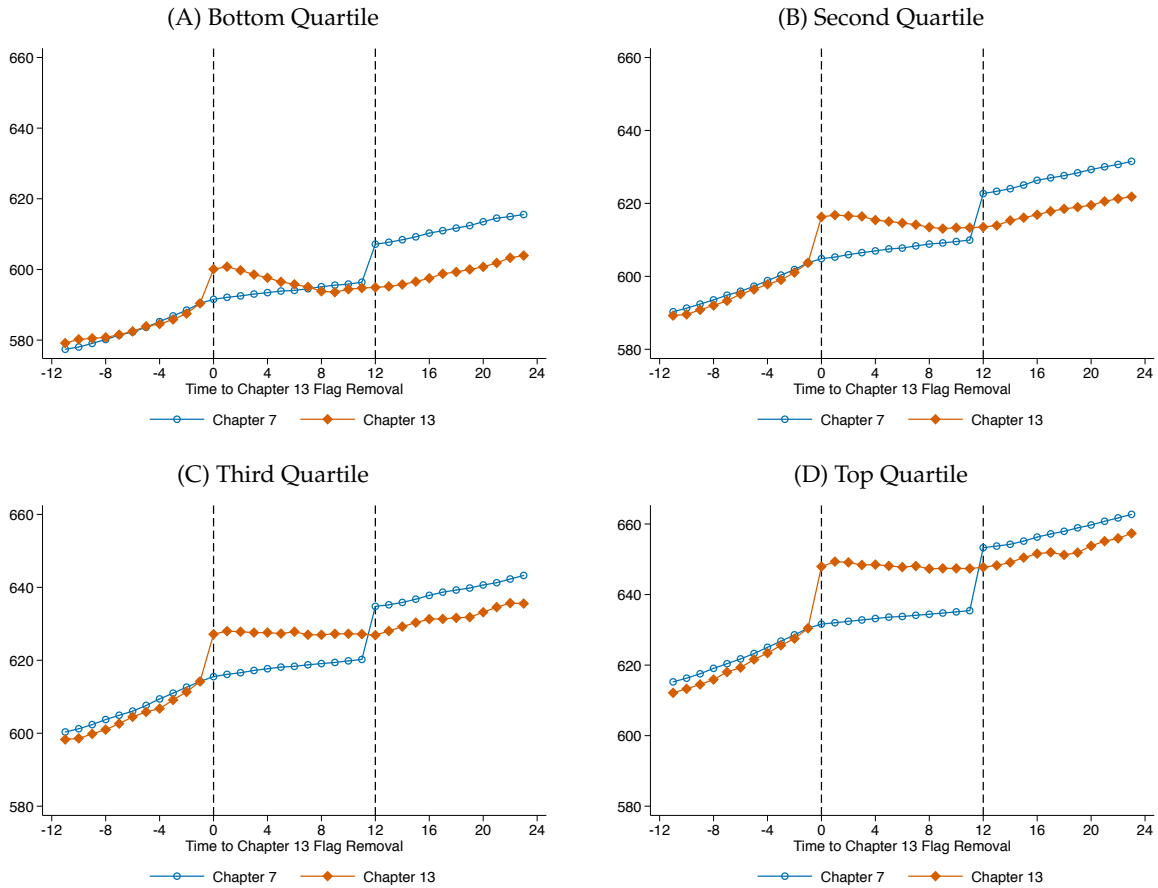 (A) Bottom Quartile
660
640
620
600
580
-12 -8 -4 0 4 8 12 16 20 24
Time to Chapter 13 Flag Removal
Chapter 7 Chapter 13
(B) Second Quartile
660
640
620
600
580
-12 -8 -4 0 4 8 12 16 20 24
Time to Chapter 13 Flag Removal
Chapter 7 Chapter 13
(C) Third Quartile
660
640
620
600
580
-12 -8 -4 0 4 8 12 16 20 24
Time to Chapter 13 Flag Removal
Chapter 7 Chapter 13
(D) Top Quartile
660
640
620
600
580
-12 -8 -4 0 4 8 12 16 20 24
Time to Chapter 13 Flag Removal
Chapter 7 Chapter 13